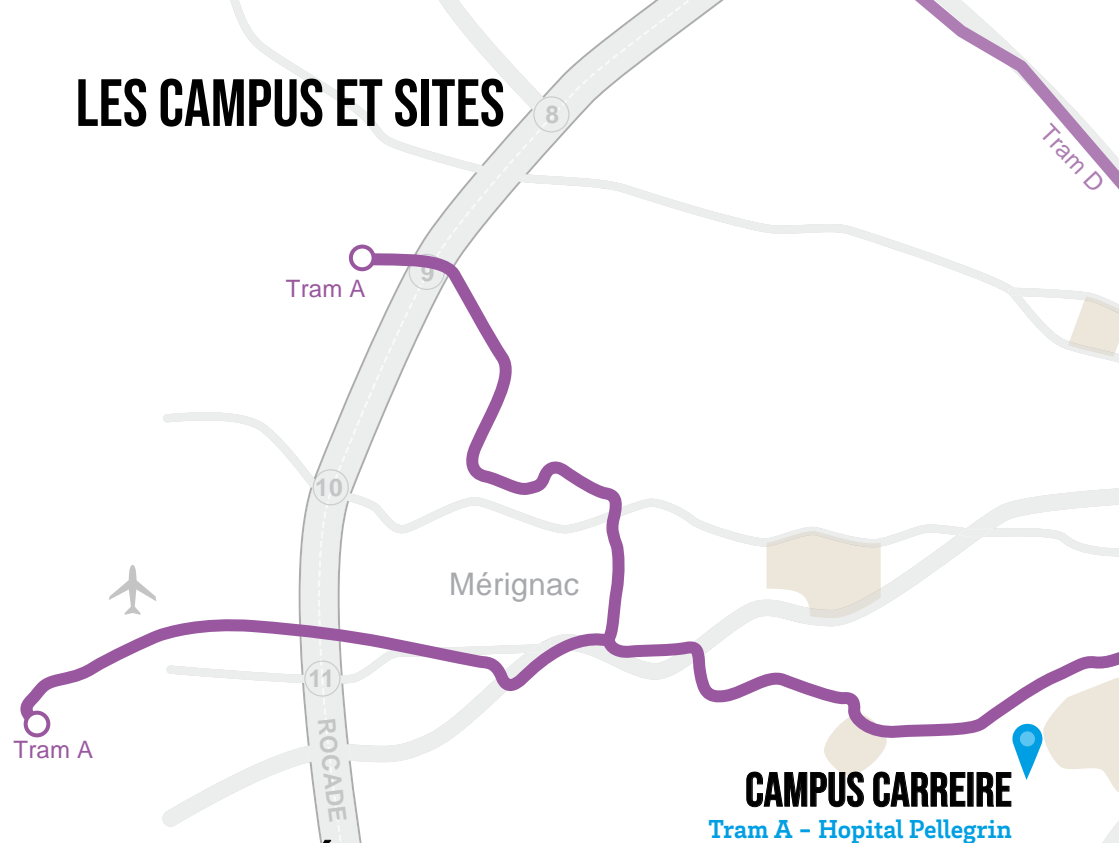 LES CAMPUS ET SITES
8
Tram D
9
Tram A
10
Mérignac
11
ROCADE
Tram A
CAMPUS CARREIRE
Tram A - Hopital Pellegrin